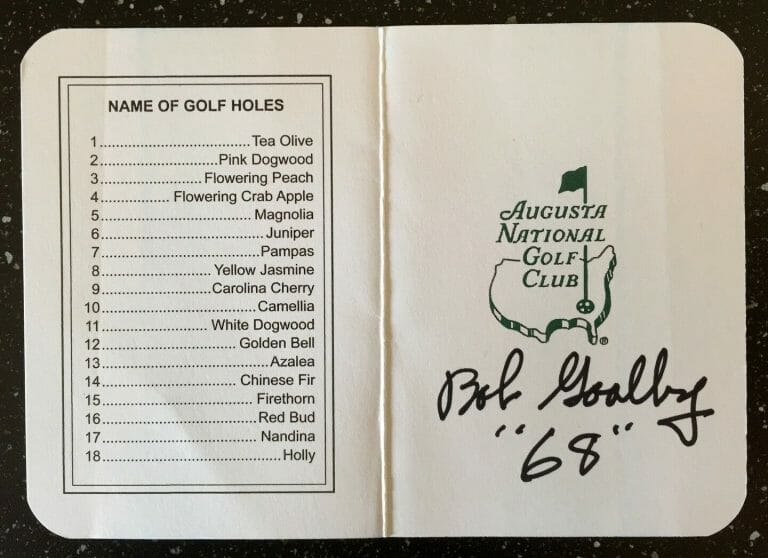 NAME OF GOLF HOLES
1..........................................Tea Olive
2.................................Pink Dogwood
3....................................Flowering Peach
4................... Flowering Crab Apple
5......................................... Magnolia
6............................................. Juniper
7...........................................Pampas
8............................... Yellow Jasmine
9...............................Carolina Cherry
10..........................................Camellia
11............................. White Dogwood
12..................................... Golden Bell
13..............................................Azalea
14..................................... Chinese Fir
15.......................................... Firethorn
16.......................................... Red Bud
17........................................... Nandina
18................................................Holly
AUGUSTA
NATIONAL
GOLF
CLUB
®
Bob Goalby
"68"